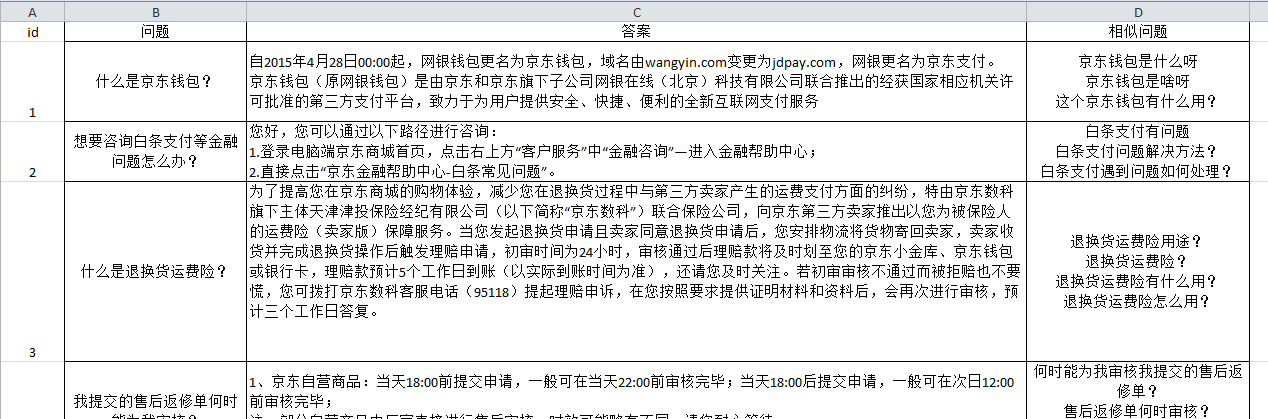 A B C D
id 问题 答案 相似问题
1
什么是京东钱包？
自2015年4月28日00:00起，网银钱包更名为京东钱包，域名由wangyin.com变更为jdpay.com，网银更名为京东支付。
京东钱包（原网银钱包）是由京东和京东旗下子公司网银在线（北京）科技有限公司联合推出的经获国家相应机关许
可批准的第三方支付平台，致力于为用户提供安全、快捷、便利的全新互联网支付服务
京东钱包是什么呀
京东钱包是啥呀
这个京东钱包有什么用？
2
想要咨询白条支付等金融
问题怎么办？
您好，您可以通过以下路径进行咨询：
1.登录电脑端京东商城首页，点击右上方“客户服务”中“金融咨询”—进入金融帮助中心；
2.直接点击“京东金融帮助中心-白条常见问题”。
白条支付有问题
白条支付问题解决方法？
白条支付遇到问题如何处理？
3
什么是退换货运费险？
为了提高您在京东商城的购物体验，减少您在退换货过程中与第三方卖家产生的运费支付方面的纠纷，特由京东数科
旗下主体天津津投保险经纪有限公司（以下简称“京东数科”）联合保险公司，向京东第三方卖家推出以您为被保险人
的运费险（卖家版）保障服务。当您发起退换货申请且卖家同意退换货申请后，您安排物流将货物寄回卖家，卖家收
货并完成退换货操作后触发理赔申请，初审时间为24小时，审核通过后理赔款将及时划至您的京东小金库、京东钱包
或银行卡，理赔款预计5个工作日到账（以实际到账时间为准），还请您及时关注。若初审审核不通过而被拒赔也不要
慌，您可拨打京东数科客服电话（95118）提起理赔申诉，在您按照要求提供证明材料和资料后，会再次进行审核，预
计三个工作日答复。
退换货运费险用途？
退换货运费险？
退换货运费险有什么用？
退换货运费险怎么用？
我提交的售后返修单何时
能为我审核？
1、京东自营商品：当天18:00前提交申请，一般可在当天22:00前审核完毕；当天18:00后提交申请，一般可在次日12:00
前审核完毕；
何时能为我审核我提交的售后返
修单？
售后返修单何时审核？